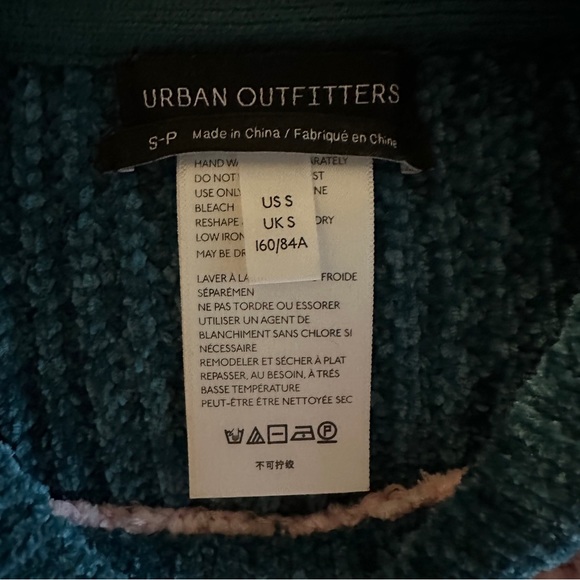 URBAN OUTFITTERS
S-P Made in China / Fabriqué en Chine
HAND
DO NOT
USE ONLY
BLEACH
RESHAPE DRY
LOW IRON
MAY BE
US S
UK S
160/84A
LAVER À FROIDE
SÉPARÉMEN
NE PAS TORDRE OU ESSORER
UTILISER UN AGENT DE
BLANCHIMENT SANS CHLORE SI
NÉCESSAIRE
REMODELER ET SÉCHER À PLAT
REPASSER, AU BESOIN, À TRÈS
BASSE TEMPÉRATURE
PEUT-ÊTRE ÊTRE NETTOYÉE SEC
P
不可拧绞